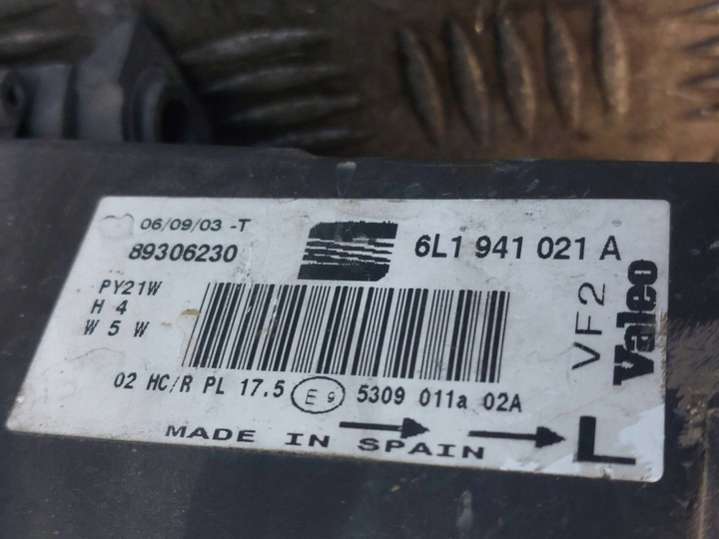 06/09/03 -T
89306230
6L1 941 021 A
PY21W
H 4
W 5 W
VF2
Valeo
02 HC/R PL 17.5 E9 5309 011a 02A
MADE IN SPAIN
L